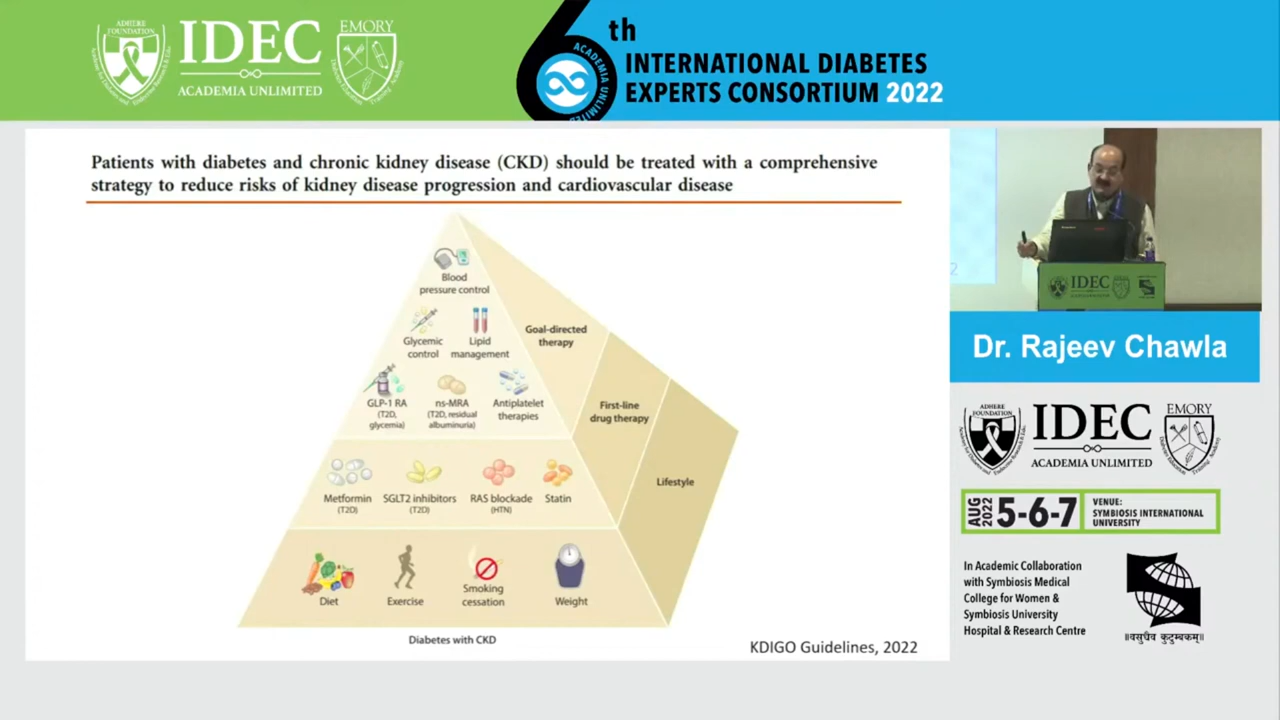 ADHERE
FOUNDATION
IDEC
ACADEMIA UNLIMITED
EMORY
6th
ACADEMIA UNLIMITED
INTERNATIONAL DIABETES
EXPERTS CONSORTIUM 2022
Patients with diabetes and chronic kidney disease (CKD) should be treated with a comprehensive
strategy to reduce risks of kidney disease progression and cardiovascular disease
Blood
pressure control
Glycemic
control
Lipid
management
GLP-1 RA
(T2D,
glycemia)
ns-MRA
(T2D, residual
albuminuria)
Antiplatelet
therapies
Goal-directed
therapy
First-line
drug therapy
Lifestyle
Metformin
(T2D)
SGLT2 inhibitors
(T2D)
RAS blockade
(HTN)
Statin
Diet
Exercise
Smoking
cessation
Weight
Diabetes with CKD
KDIGO Guidelines, 2022
2
IDEC
Dr. Rajeev Chawla
ADHERE
FOUNDATION
IDEC
ACADEMIA UNLIMITED
EMORY
AUG
2022
5-6-7
VENUE:
SYMBIOSIS INTERNATIONAL
UNIVERSITY
In Academic Collaboration
with Symbiosis Medical
College for Women &
Symbiosis University
Hospital & Research Centre
॥वसुधैव कुटुम्बकम्॥